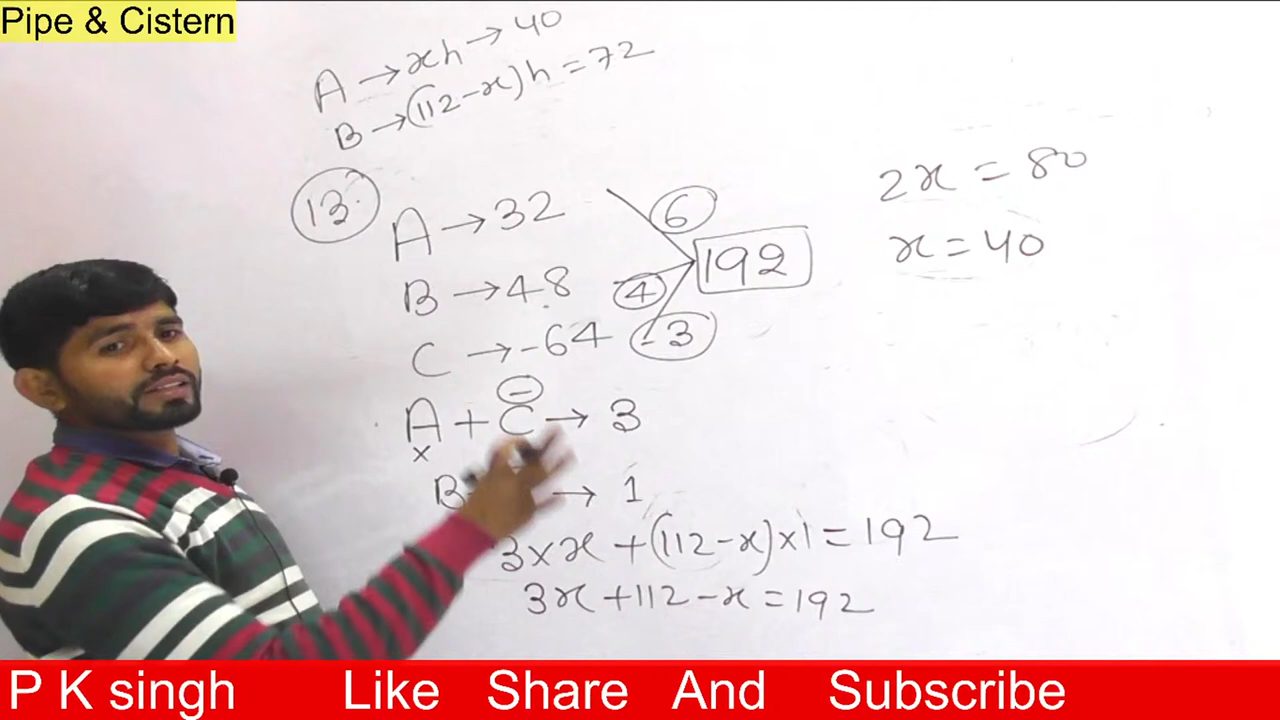 Pipe & Cistern
A → xh → 40
B → (112-x)h = 72
13.
A → 32
6
192
B → 48
4
C → -64
-3
A + C → 3
-
x
B → 1
3×x + (112-x)×1 = 192
3x + 112 - x = 192
2x = 80
x = 40
P K singh Like Share And Subscribe